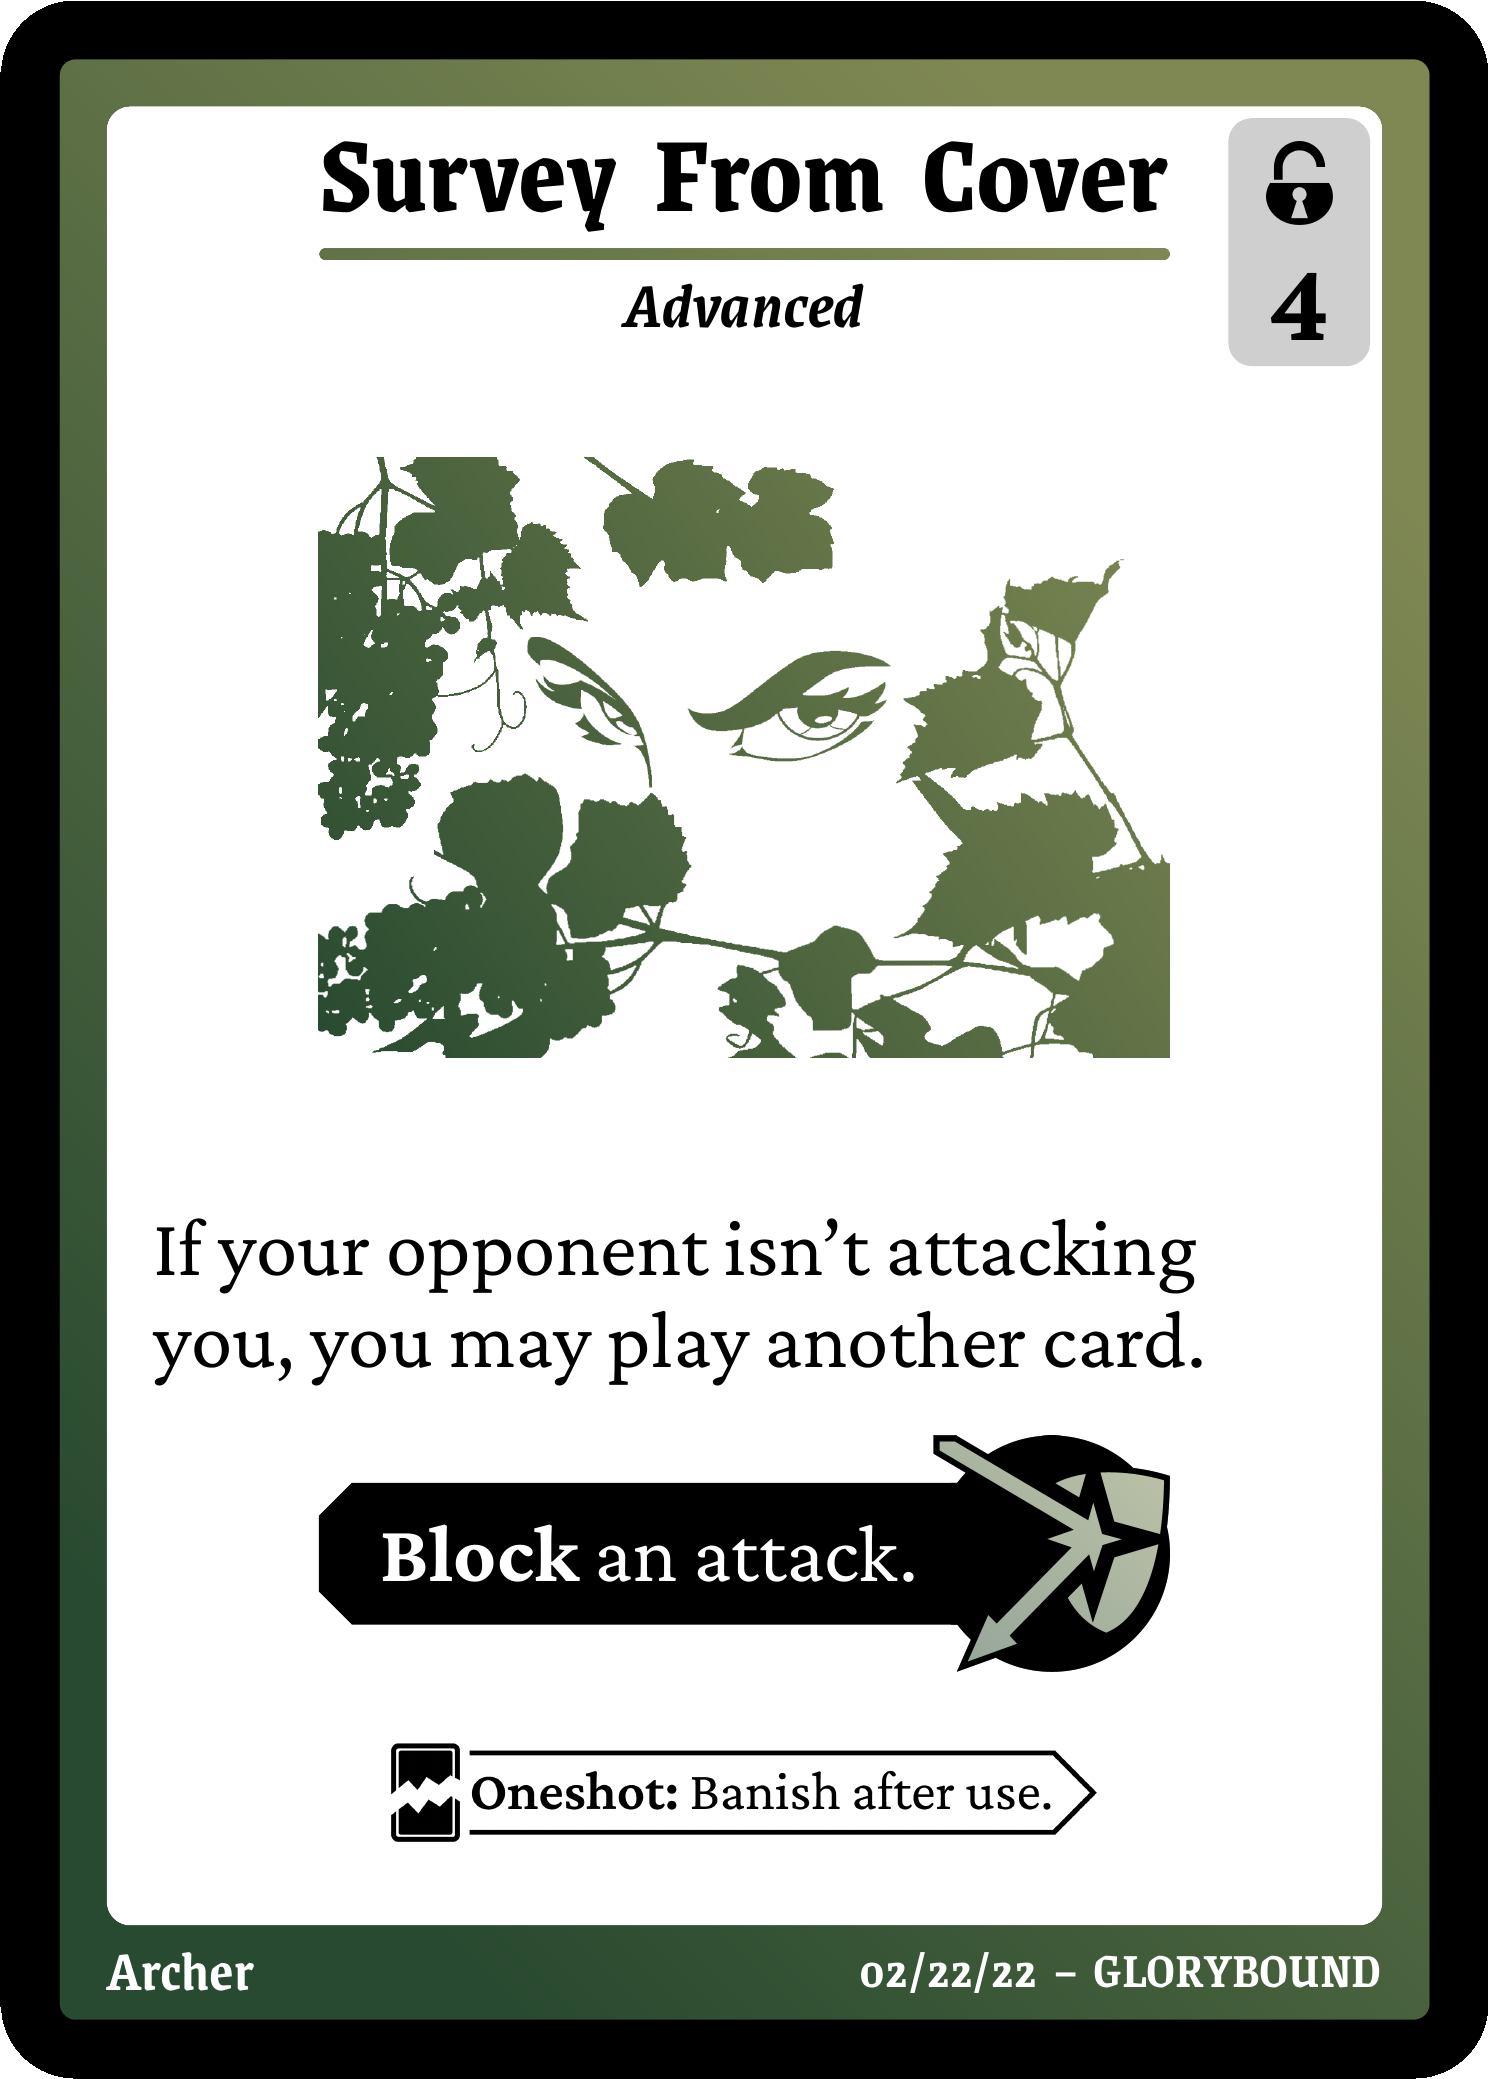 Survey From Cover
4
Advanced
If your opponent isn’t attacking
you, you may play another card.
Block an attack.
Oneshot: Banish after use.
Archer
02/22/22 – GLORYBOUND